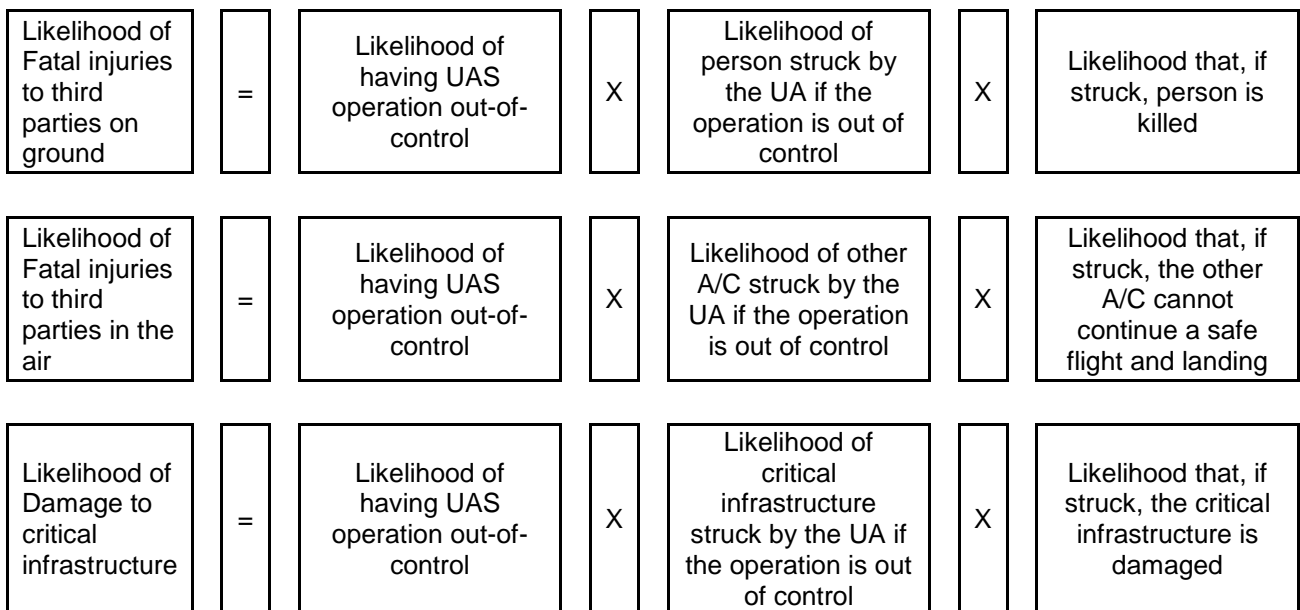 Likelihood of
Fatal injuries
to third
parties on
ground
=
Likelihood of
having UAS
operation out-of-
control
X
Likelihood of
person struck by
the UA if the
operation is out of
control
X
Likelihood that, if
struck, person is
killed
Likelihood of
Fatal injuries
to third
parties in the
air
=
Likelihood of
having UAS
operation out-of-
control
X
Likelihood of other
A/C struck by the
UA if the operation
is out of control
X
Likelihood that, if
struck, the other
A/C cannot
continue a safe
flight and landing
Likelihood of
Damage to
critical
infrastructure
=
Likelihood of
having UAS
operation out-of-
control
X
Likelihood of
critical
infrastructure
struck by the UA if
the operation is out
of control
X
Likelihood that, if
struck, the critical
infrastructure is
damaged